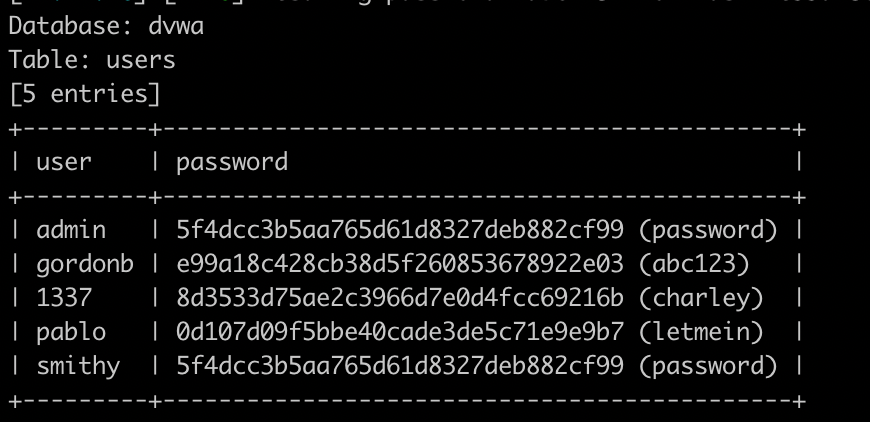 Database: dvwa
Table: users
[5 entries]
+---------+---------------------------------------------+
| user    | password                                    |
+---------+---------------------------------------------+
| admin   | 5f4dcc3b5aa765d61d8327deb882cf99 (password) |
| gordonb | e99a18c428cb38d5f260853678922e03 (abc123)   |
| 1337    | 8d3533d75ae2c3966d7e0d4fcc69216b (charley)  |
| pablo   | 0d107d09f5bbe40cade3de5c71e9e9b7 (letmein)  |
| smithy  | 5f4dcc3b5aa765d61d8327deb882cf99 (password) |
+---------+---------------------------------------------+